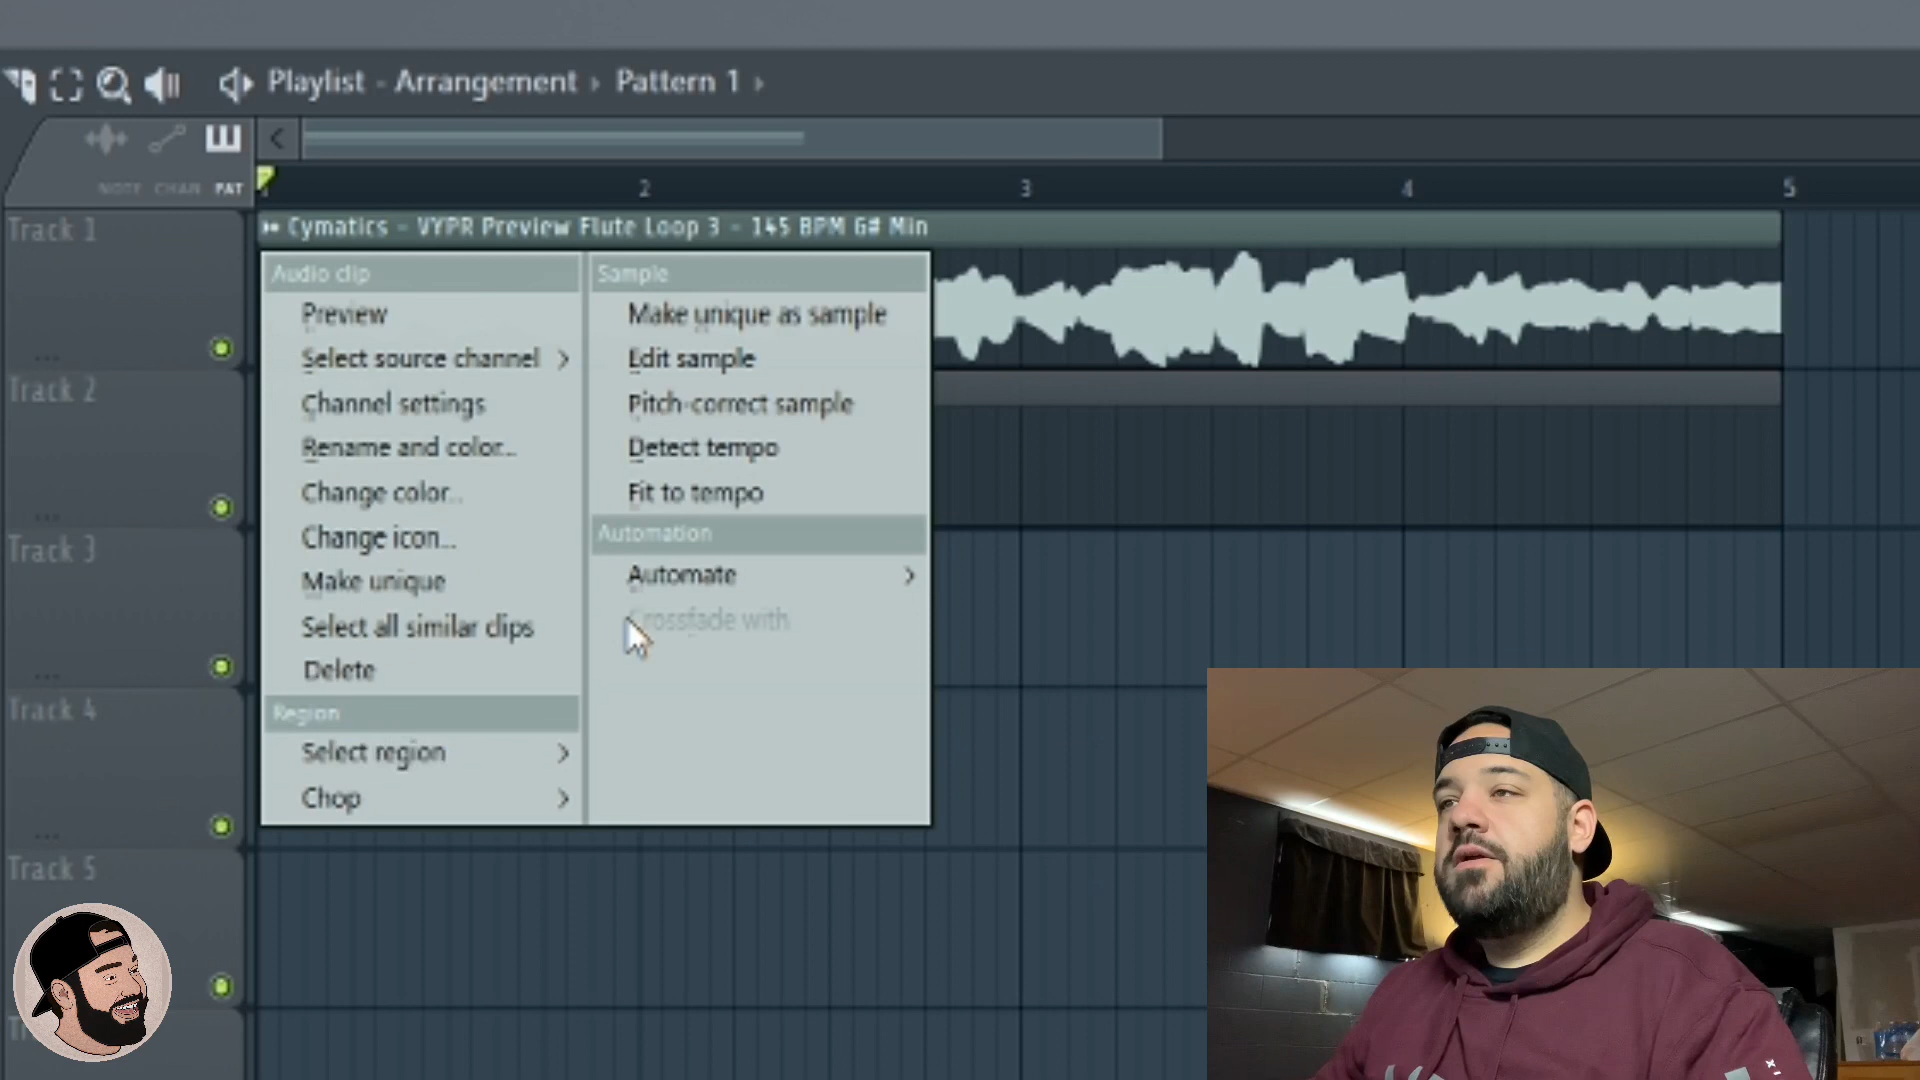 Playlist - Arrangement › Pattern 1 ›
NOTE CHAN PAT
2 3 4 5
Track 1
Cymatics - VYPR Preview Flute Loop 3 - 145 BPM G# Min
Audio clip
Preview
Select source channel
Channel settings
Rename and color...
Change color...
Change icon...
Make unique
Select all similar clips
Delete
Region
Select region
Chop
Sample
Make unique as sample
Edit sample
Pitch-correct sample
Detect tempo
Fit to tempo
Automation
Automate
Crossfade with
Track 2
Track 3
Track 4
Track 5